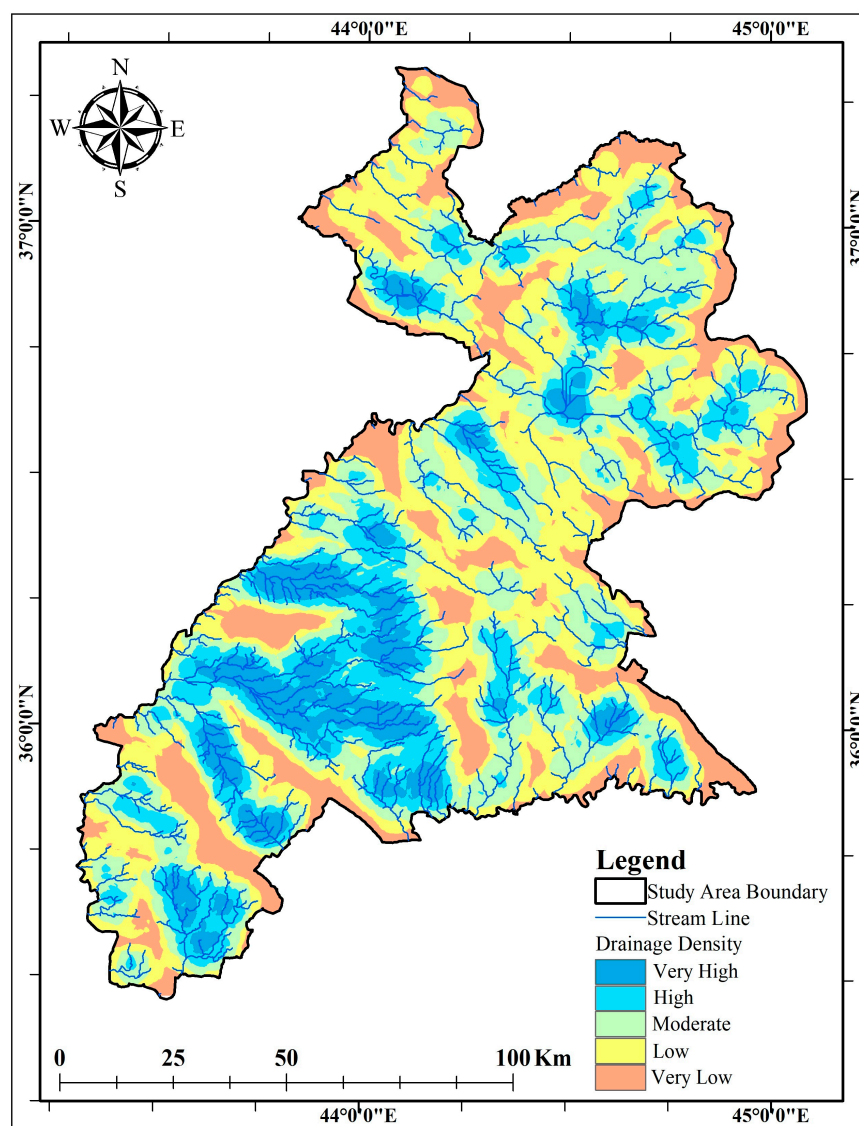 44°0'0"E 45°0'0"E
N
W E
S
37°0'0"N 37°0'0"N
36°0'0"N 36°0'0"N
Legend
Study Area Boundary
Stream Line
Drainage Density
Very High
High
Moderate
Low
Very Low
0 25 50 100 Km
44°0'0"E 45°0'0"E